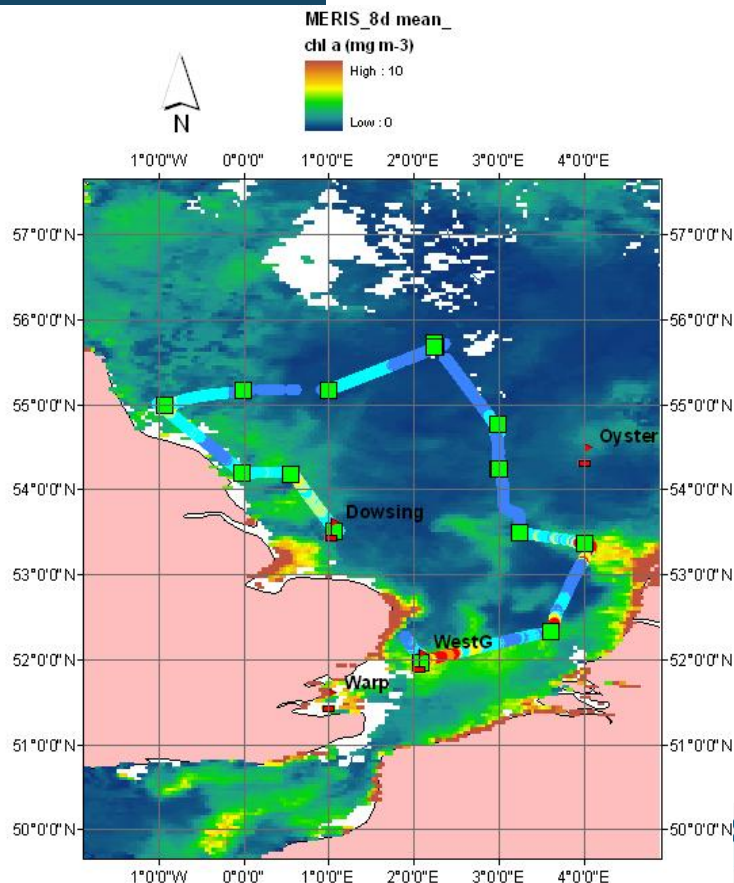 MERIS_8d mean_
chl a (mg m-3)
High : 10
Low : 0
N
1°0'0"W 0°0'0" 1°0'0"E 2°0'0"E 3°0'0"E 4°0'0"E
57°0'0"N 57°0'0"N
56°0'0"N 56°0'0"N
55°0'0"N 55°0'0"N
Oyster
54°0'0"N 54°0'0"N
Dowsing
53°0'0"N 53°0'0"N
WestG
52°0'0"N 52°0'0"N
Warp
51°0'0"N 51°0'0"N
50°0'0"N 50°0'0"N
1°0'0"W 0°0'0" 1°0'0"E 2°0'0"E 3°0'0"E 4°0'0"E